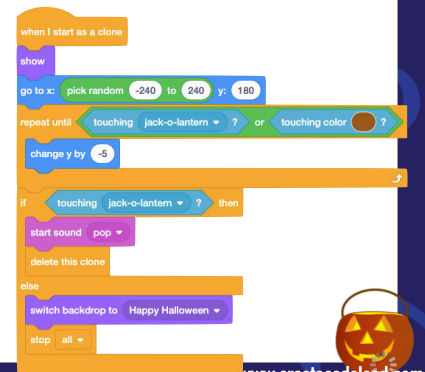 when I start as a clone
show
go to x: pick random -240 to 240 y: 180
repeat until touching jack-o-lantern ? or touching color ?
change y by -5
if touching jack-o-lantern ? then
start sound pop
delete this clone
else
switch backdrop to Happy Halloween
stop all